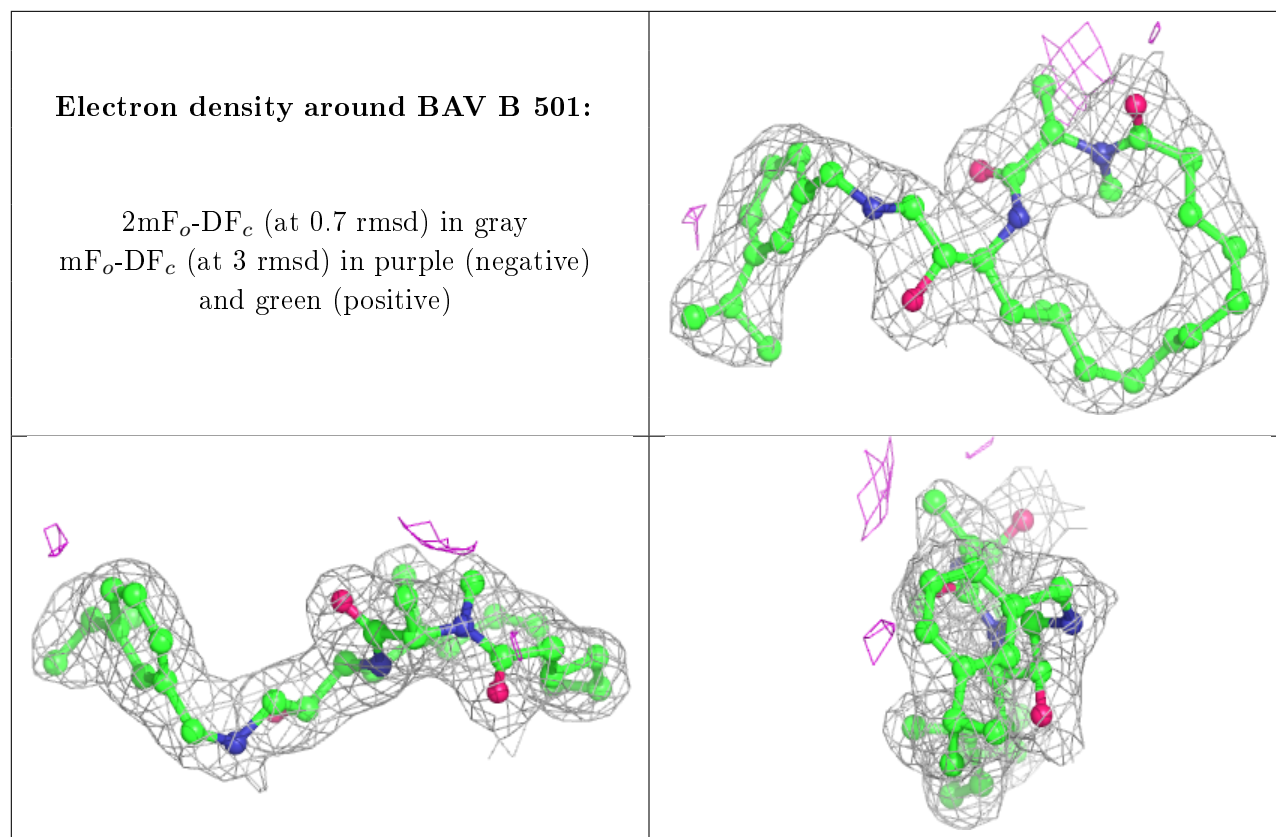 Electron density around BAV B 501:
2mFo-DFc (at 0.7 rmsd) in gray
mFo-DFc (at 3 rmsd) in purple (negative)
and green (positive)